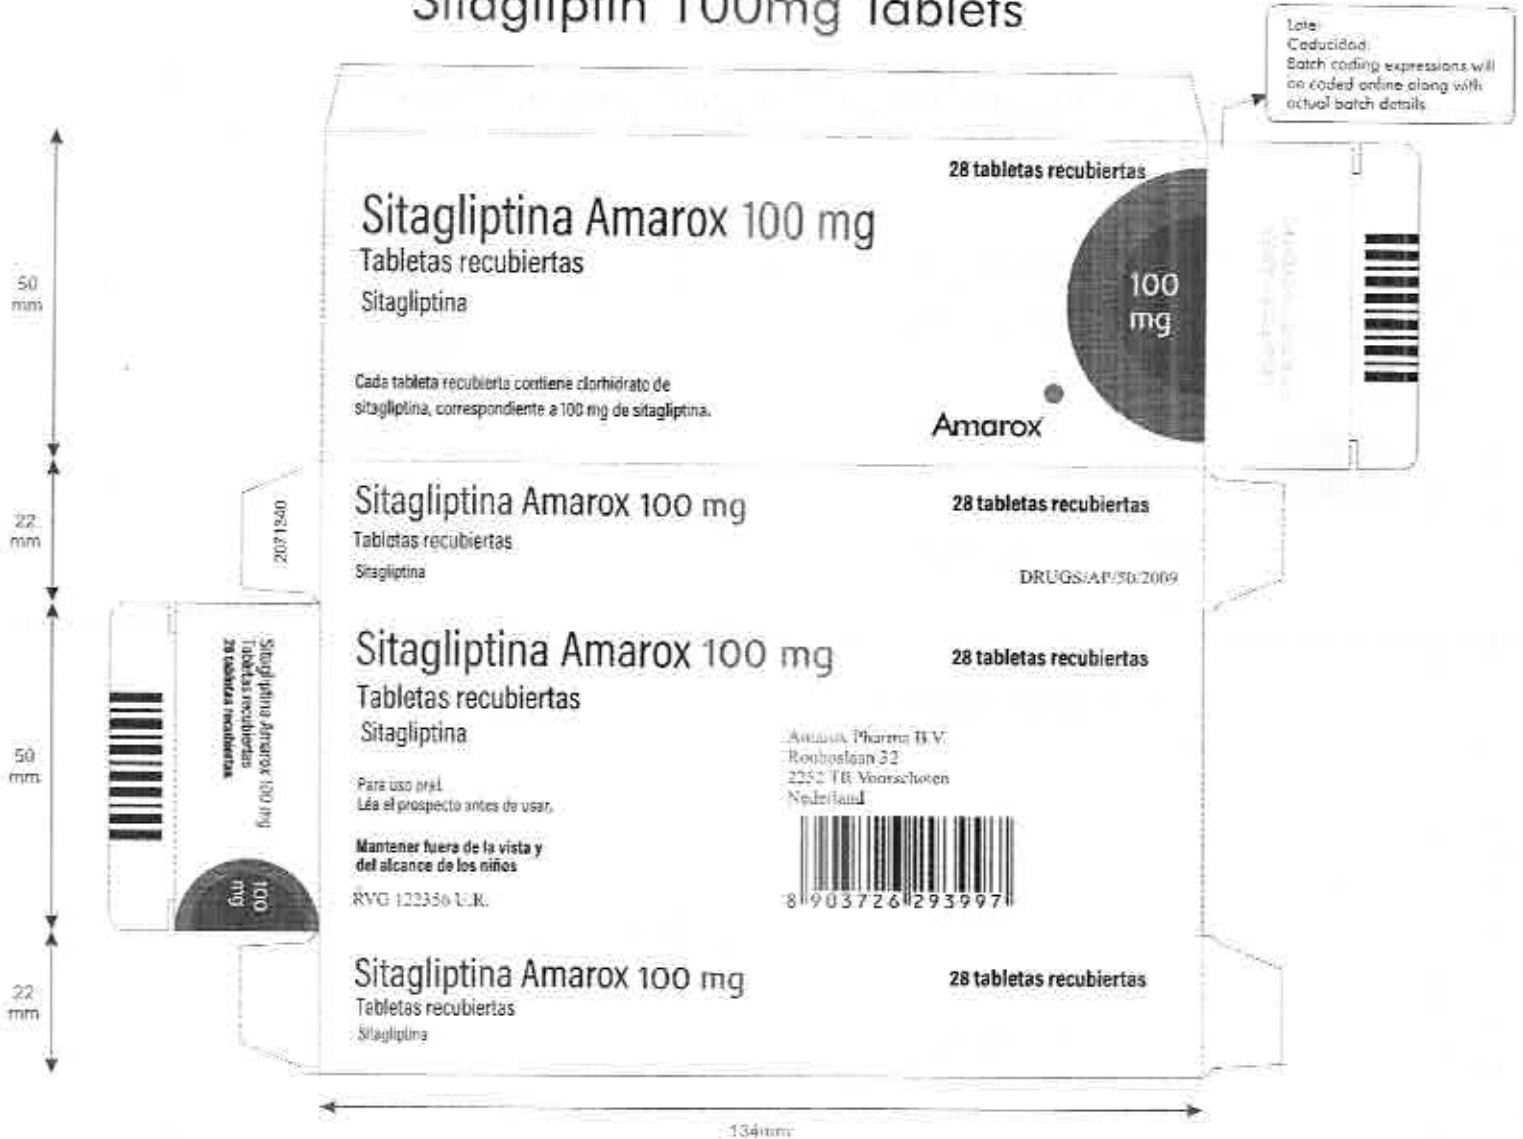 Sitagliptin 100mg Tablets
Lote:
Caducidad:
Batch coding expressions will
be coded online along with
actual batch details
28 tabletas recubiertas
Sitagliptina Amarox 100 mg
Tabletas recubiertas
Sitagliptina
100
mg
Cada tableta recubierta contiene clorhidrato de
sitagliptina, correspondiente a 100 mg de sitagliptina.
Amarox
50
mm
Sitagliptina Amarox 100 mg
28 tabletas recubiertas
Tabletas recubiertas
Sitagliptina
DRUGS/AP/50/2009
2071340
22
mm
Sitagliptina Amarox 100 mg
28 tabletas recubiertas
Tabletas recubiertas
Sitagliptina
Amarox Pharma B.V.
Rouboslaan 32
2252 TR Voorschoten
Nederland
Para uso oral.
Léa el prospecto antes de usar.
Mantener fuera de la vista y
del alcance de los niños
RVG 122356 U.R.
8 903726 293997
Sitagliptina Amarox 100 mg
Tabletas recubiertas
28 tabletas recubiertas
100
mg
50
mm
Sitagliptina Amarox 100 mg
28 tabletas recubiertas
Tabletas recubiertas
Sitagliptina
22
mm
134mm